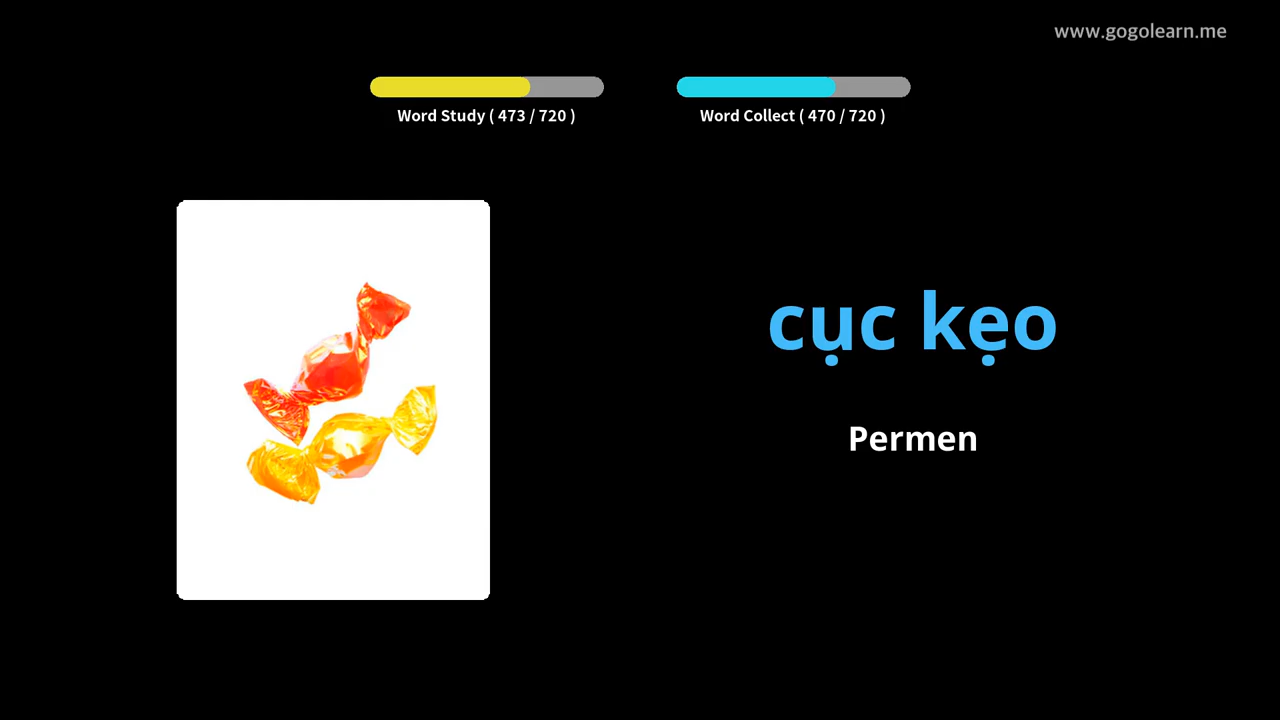 www.gogolearn.me
Word Study ( 473 / 720 )
Word Collect ( 470 / 720 )
cục kẹo
Permen